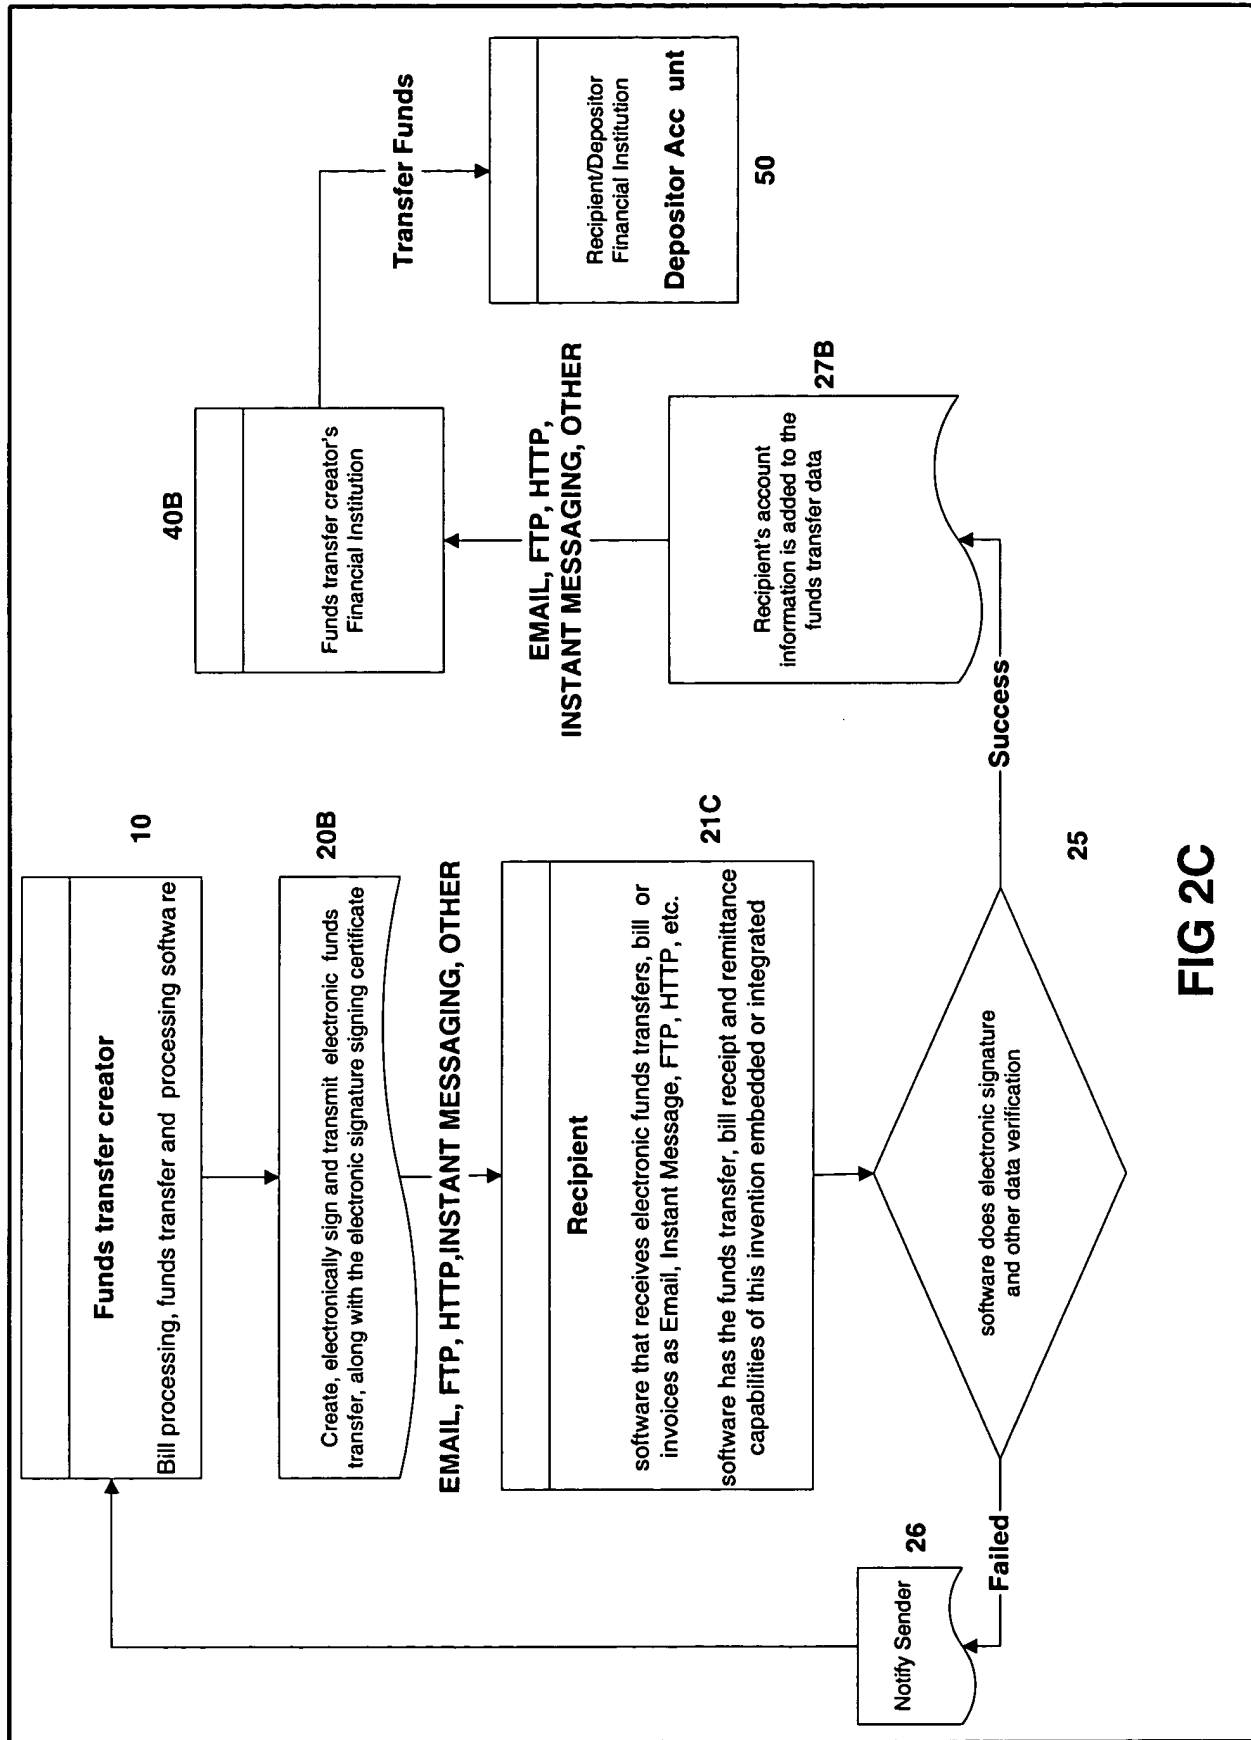 Funds transfer creator
Bill processing, funds transfer and processing software
10
Create, electronically sign and transmit electronic funds
transfer, along with the electronic signature signing certificate
20B
EMAIL, FTP, HTTP,INSTANT MESSAGING, OTHER
Recipient
software that receives electronic funds transfers, bill or
invoices as Email, Instant Message, FTP, HTTP, etc.
software has the funds transfer, bill receipt and remittance
capabilities of this invention embedded or integrated
21C
software does electronic signature
and other data verification
25
Failed
Notify Sender
26
Success
Recipient's account
information is added to the
funds transfer data
27B
EMAIL, FTP, HTTP,
INSTANT MESSAGING, OTHER
40B
Funds transfer creator's
Financial Institution
Transfer Funds
Recipient/Depositor
Financial Institution
Depositor Acc unt
50
FIG 2C